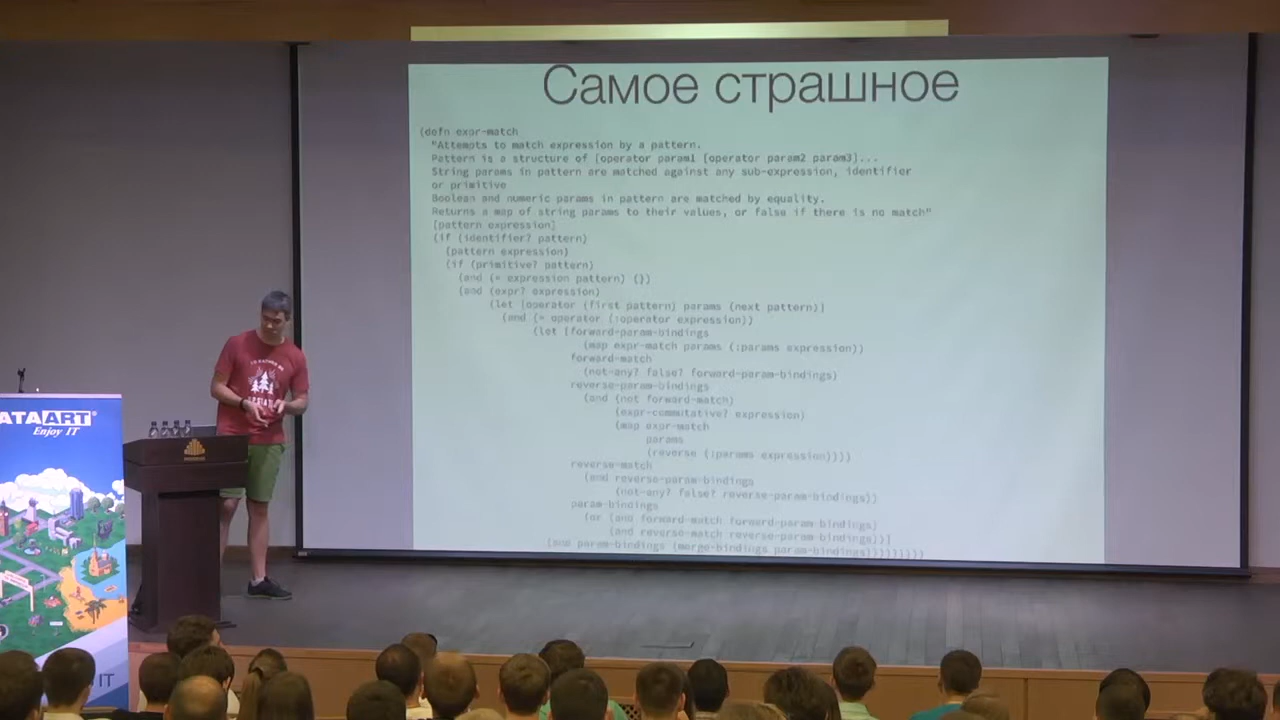 Самое страшное
(defn expr-match
"Attempts to match expression by a pattern.
Pattern is a structure of [operator param1 [operator param2 param3]...
String params in pattern are matched against any sub-expression, identifier
or primitive
Boolean and numeric params in pattern are matched by equality.
Returns a map of string params to their values, or false if there is no match"
[pattern expression]
(if (identifier? pattern)
(pattern expression)
(if (primitive? pattern)
(and (= expression pattern) {})
(and (expr? expression)
(let [operator (first pattern) params (next pattern)]
(and (= operator (:operator expression))
(let [forward-param-bindings
(map expr-match params (:params expression))
forward-match
(not-any? false? forward-param-bindings)
reverse-param-bindings
(and (not forward-match)
(expr-commutative? expression)
(map expr-match
params
(reverse (:params expression))))
reverse-match
(and reverse-param-bindings
(not-any? false? reverse-param-bindings))
param-bindings
(or (and forward-match forward-param-bindings)
(and reverse-match reverse-param-bindings))]
(and param-bindings (merge-bindings param-bindings)))))))))
ATAART®
Enjoy IT
IT